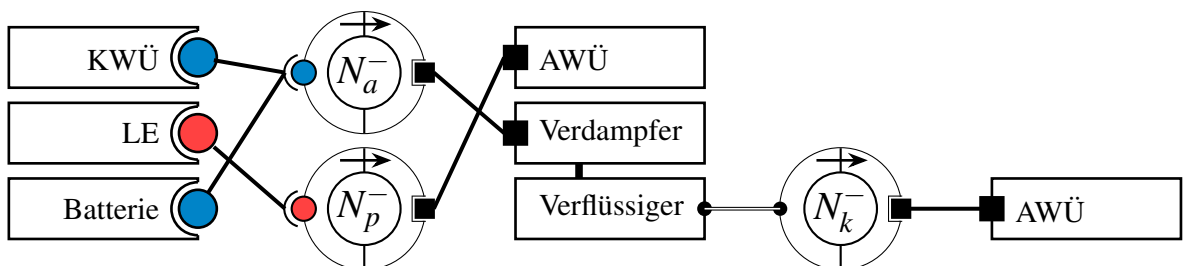 KWÜ
LE
Batterie
N_a^-
N_p^-
AWÜ
Verdampfer
Verflüssiger
N_k^-
AWÜ